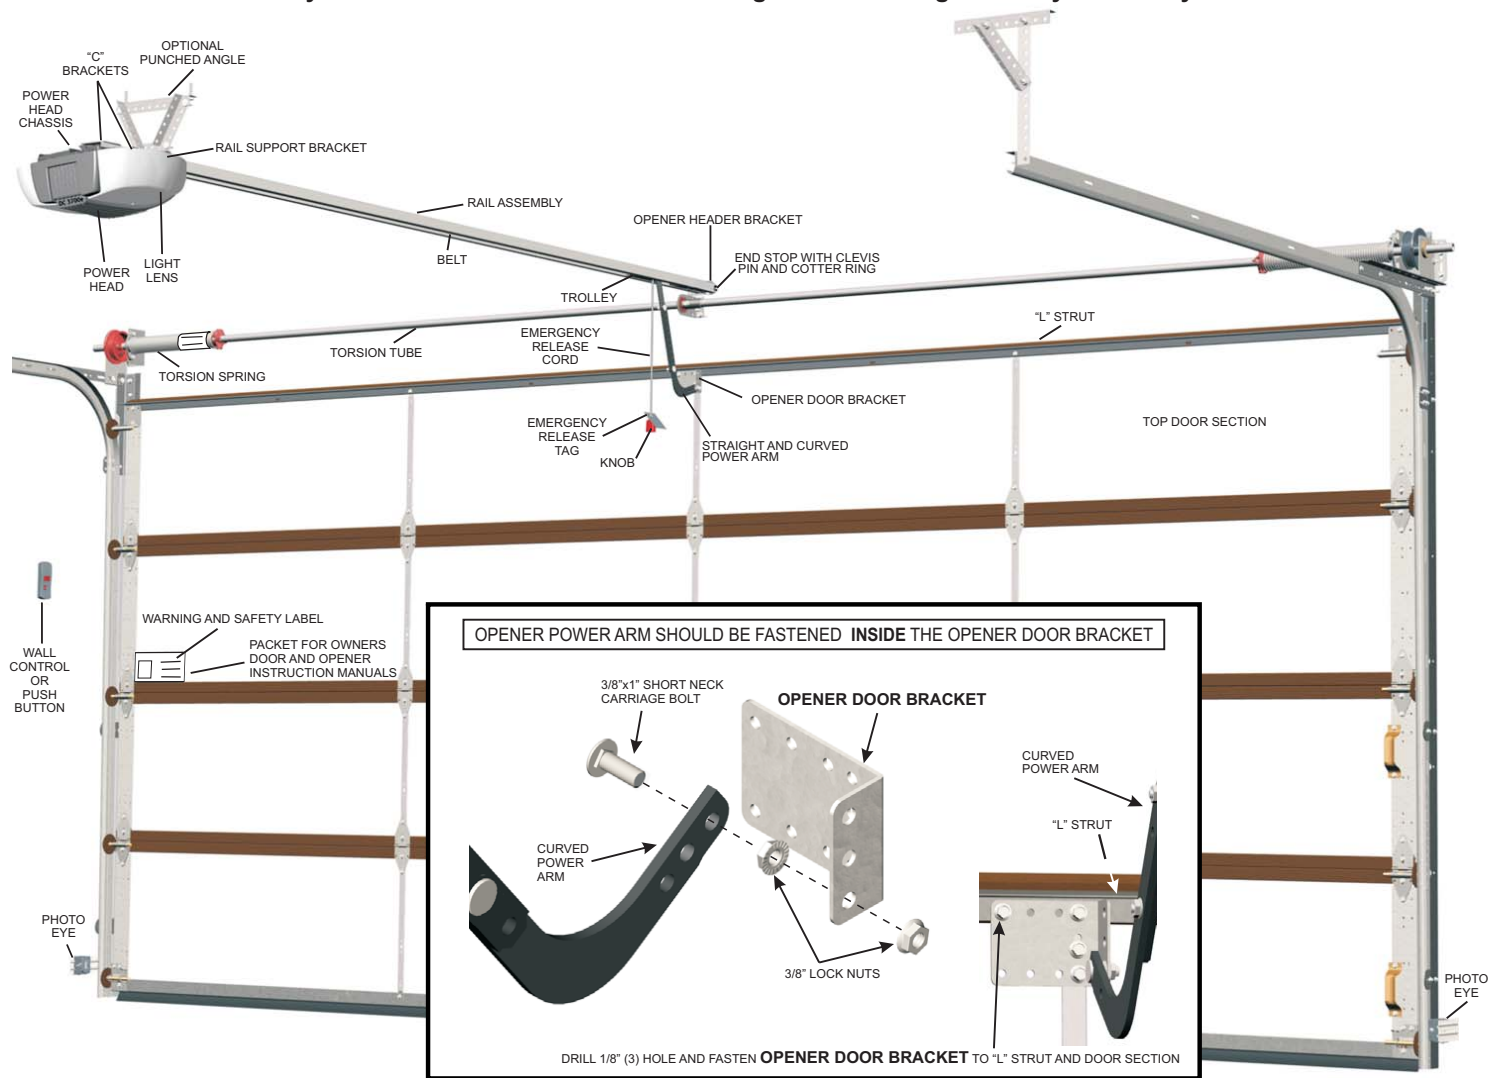 OPTIONAL
PUNCHED ANGLE
“C”
BRACKETS
POWER
HEAD
CHASSIS
RAIL SUPPORT BRACKET
RAIL ASSEMBLY
OPENER HEADER BRACKET
BELT
END STOP WITH CLEVIS
PIN AND COTTER RING
POWER
HEAD
LIGHT
LENS
TROLLEY
“L” STRUT
EMERGENCY
RELEASE
CORD
TORSION TUBE
TORSION SPRING
OPENER DOOR BRACKET
EMERGENCY
RELEASE
TAG
KNOB
STRAIGHT AND CURVED
POWER ARM
TOP DOOR SECTION
WALL
CONTROL
OR
PUSH
BUTTON
WARNING AND SAFETY LABEL
PACKET FOR OWNERS
DOOR AND OPENER
INSTRUCTION MANUALS
OPENER POWER ARM SHOULD BE FASTENED INSIDE THE OPENER DOOR BRACKET
3/8”x1” SHORT NECK
CARRIAGE BOLT
OPENER DOOR BRACKET
CURVED
POWER
ARM
3/8” LOCK NUTS
CURVED
POWER ARM
“L” STRUT
DRILL 1/8” (3) HOLE AND FASTEN OPENER DOOR BRACKET TO “L” STRUT AND DOOR SECTION
PHOTO
EYE
PHOTO
EYE